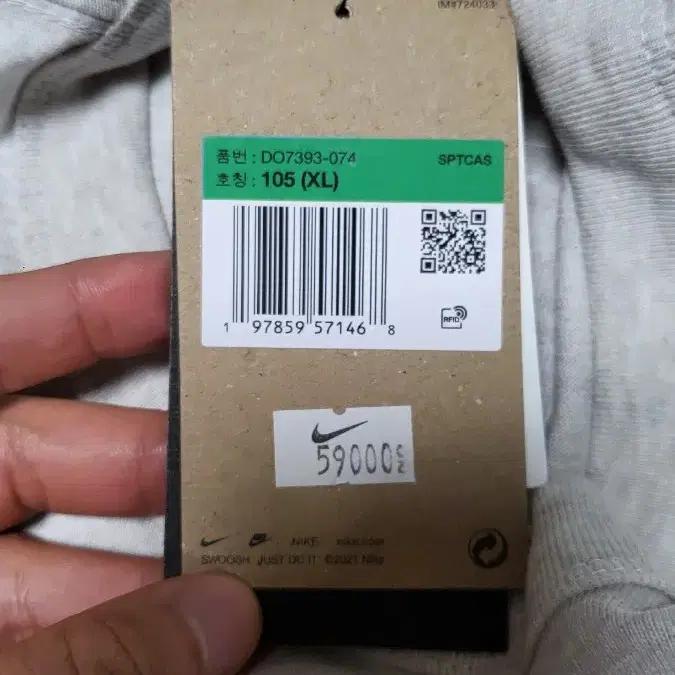 IM#724033
품번 : DO7393-074
SPTCAS
호칭 : 105 (XL)
1 97859 57146 8
RFID
59000
NIKE
SWOOSH JUST DO IT ©2021 Nike